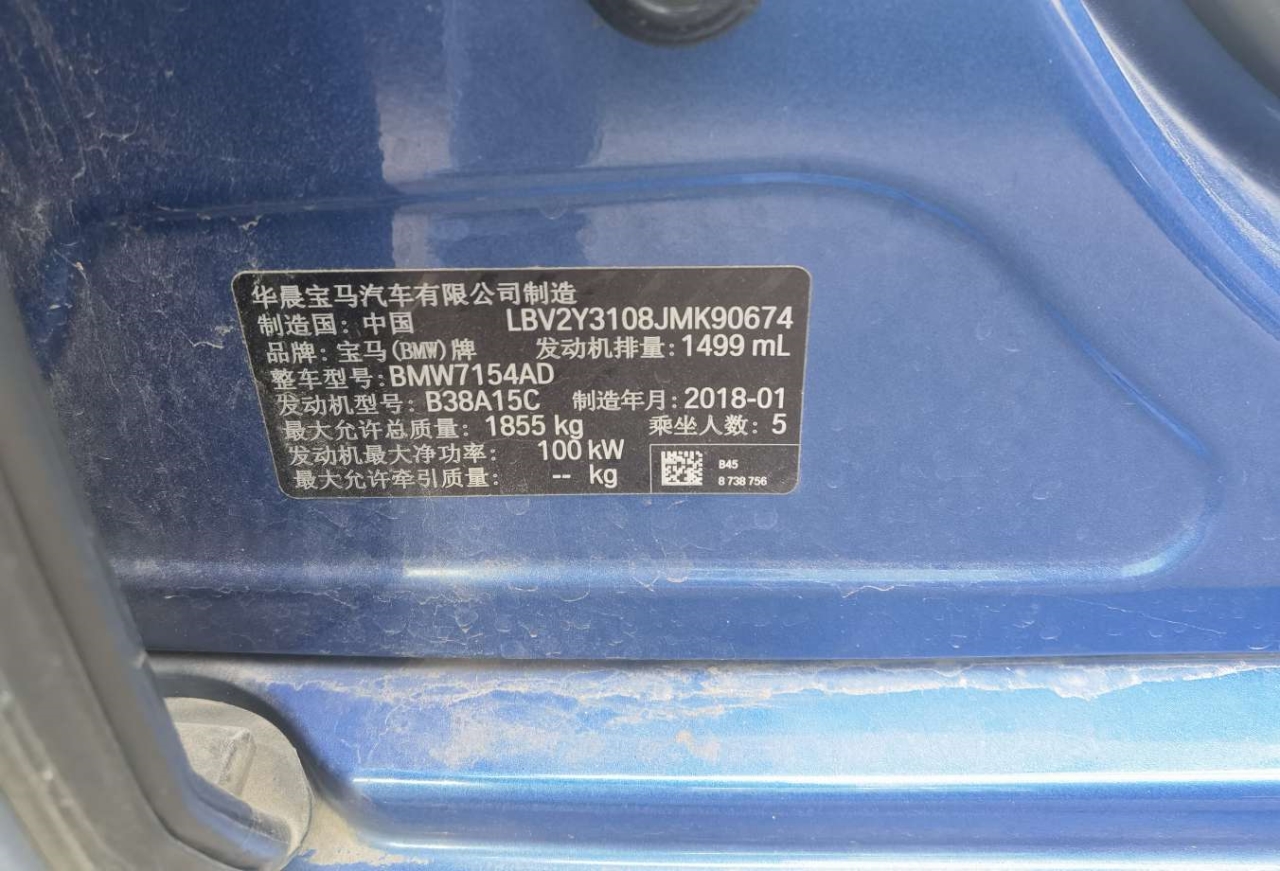 华晨宝马汽车有限公司制造
制造国: 中国 LBV2Y3108JMK90674
品牌: 宝马(BMW)牌 发动机排量: 1499 mL
整车型号: BMW7154AD
发动机型号: B38A15C 制造年月: 2018-01
最大允许总质量: 1855 kg 乘坐人数: 5
发动机最大净功率: 100 kW
最大允许牵引质量: -- kg
B45
8 738 756